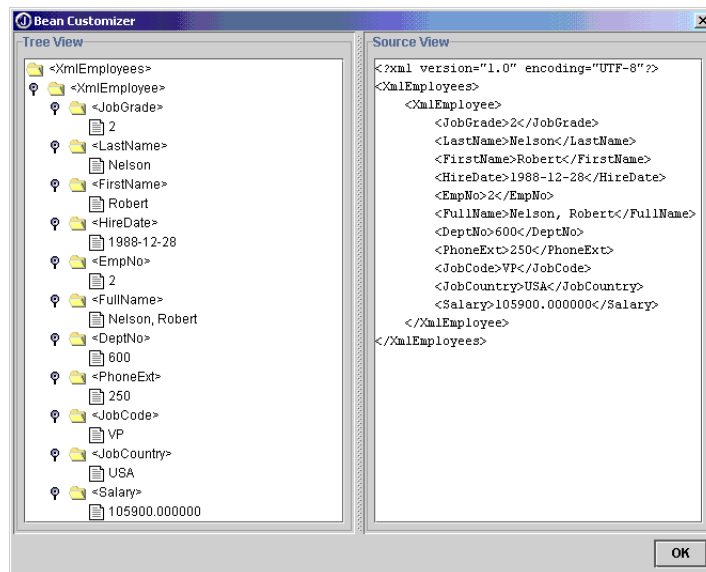 Bean Customizer
Tree View
<XmlEmployees>
<XmlEmployee>
<JobGrade>
2
<LastName>
Nelson
<FirstName>
Robert
<HireDate>
1988-12-28
<EmpNo>
2
<FullName>
Nelson, Robert
<DeptNo>
600
<PhoneExt>
250
<JobCode>
VP
<JobCountry>
USA
<Salary>
105900.000000
Source View
<?xml version="1.0" encoding="UTF-8"?>
<XmlEmployees>
<XmlEmployee>
<JobGrade>2</JobGrade>
<LastName>Nelson</LastName>
<FirstName>Robert</FirstName>
<HireDate>1988-12-28</HireDate>
<EmpNo>2</EmpNo>
<FullName>Nelson, Robert</FullName>
<DeptNo>600</DeptNo>
<PhoneExt>250</PhoneExt>
<JobCode>VP</JobCode>
<JobCountry>USA</JobCountry>
<Salary>105900.000000</Salary>
</XmlEmployee>
</XmlEmployees>
OK